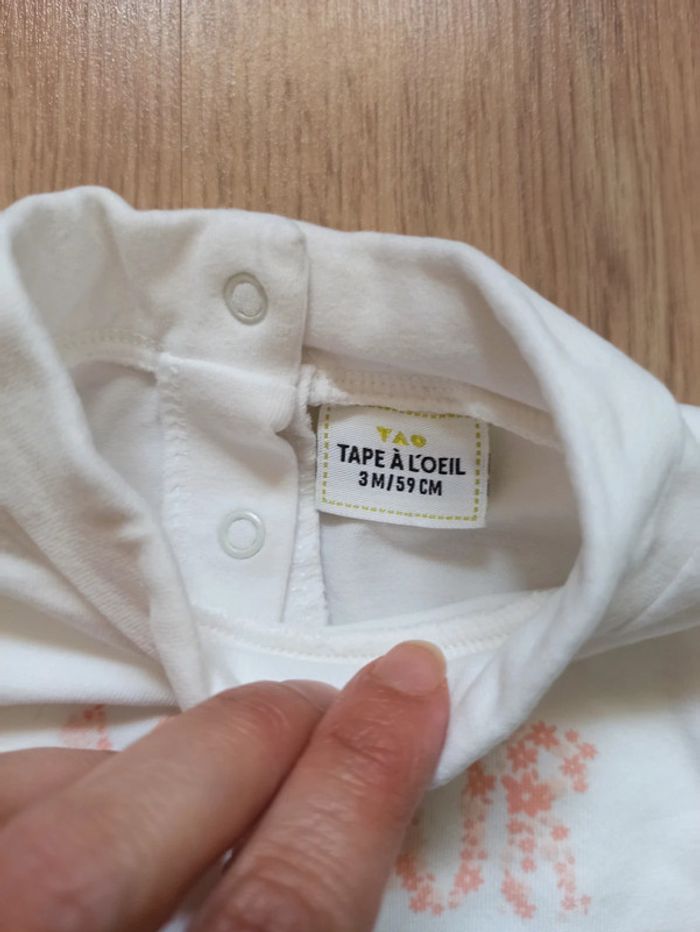 TAO
TAPE À L'OEIL
3 M/59 CM